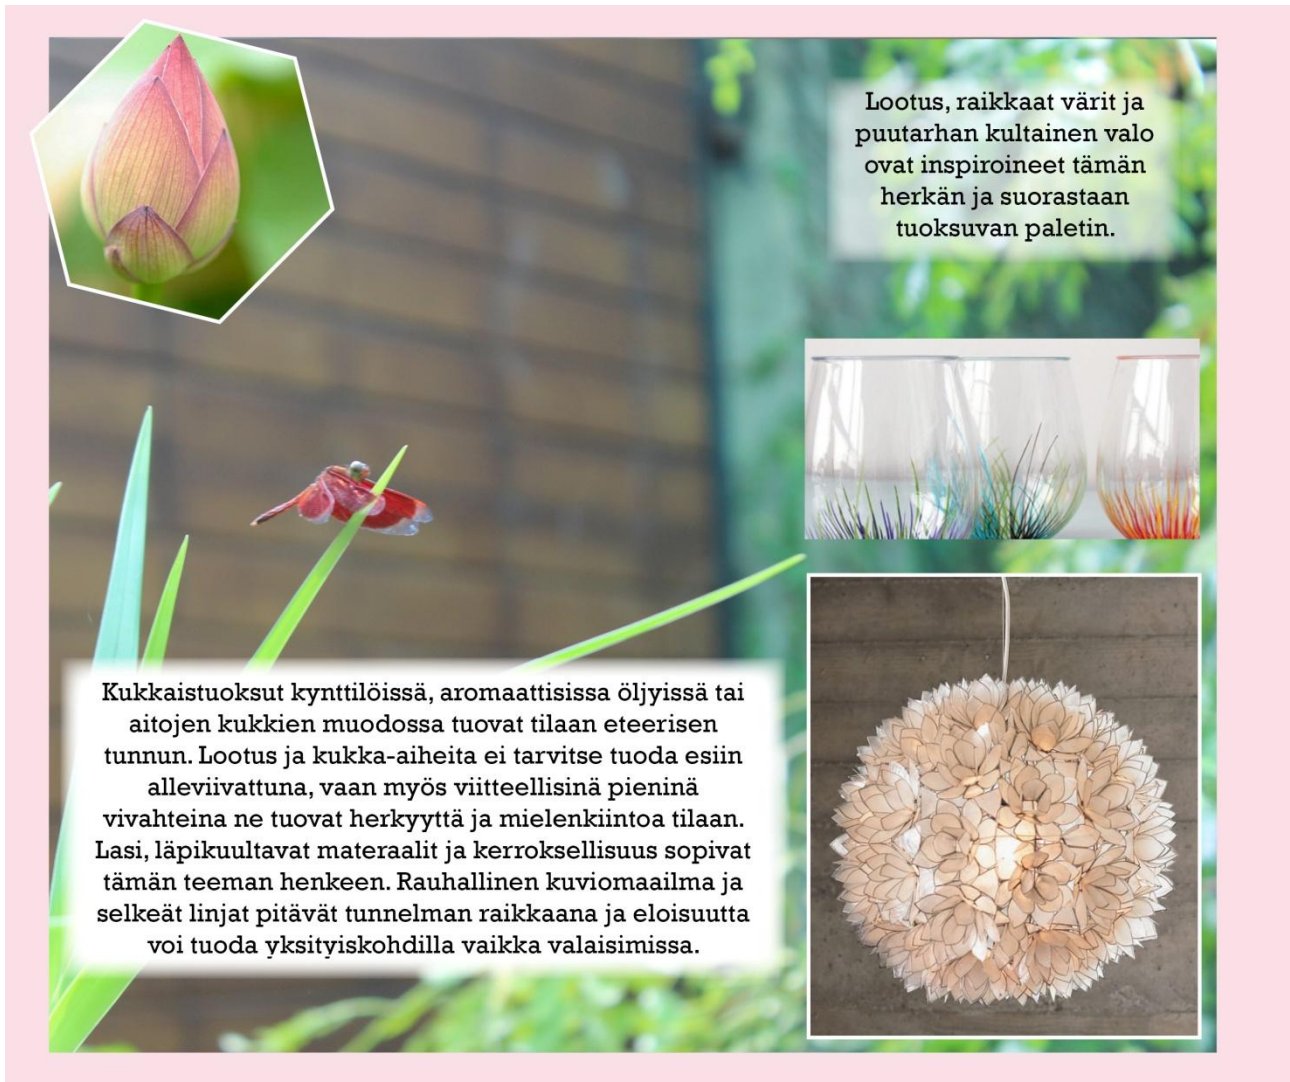 Lootus, raikkaat värit ja
puutarhan kultainen valo
ovat inspiroineet tämän
herkän ja suorastaan
tuoksuvan paletin.
Kukkaistuoksut kynttilöissä, aromaattisissa öljyissä tai
aitojen kukkien muodossa tuovat tilaan eteerisen
tunnun. Lootus ja kukka-aiheita ei tarvitse tuoda esiin
alleviivattuna, vaan myös viitteellisinä pieninä
vivahteina ne tuovat herkyyttä ja mielenkiintoa tilaan.
Lasi, läpikuultavat materaalit ja kerroksellisuus sopivat
tämän teeman henkeen. Rauhallinen kuviomaailma ja
selkeät linjat pitävät tunnelman raikkaana ja eloisuutta
voi tuoda yksityiskohdilla vaikka valaisimissa.